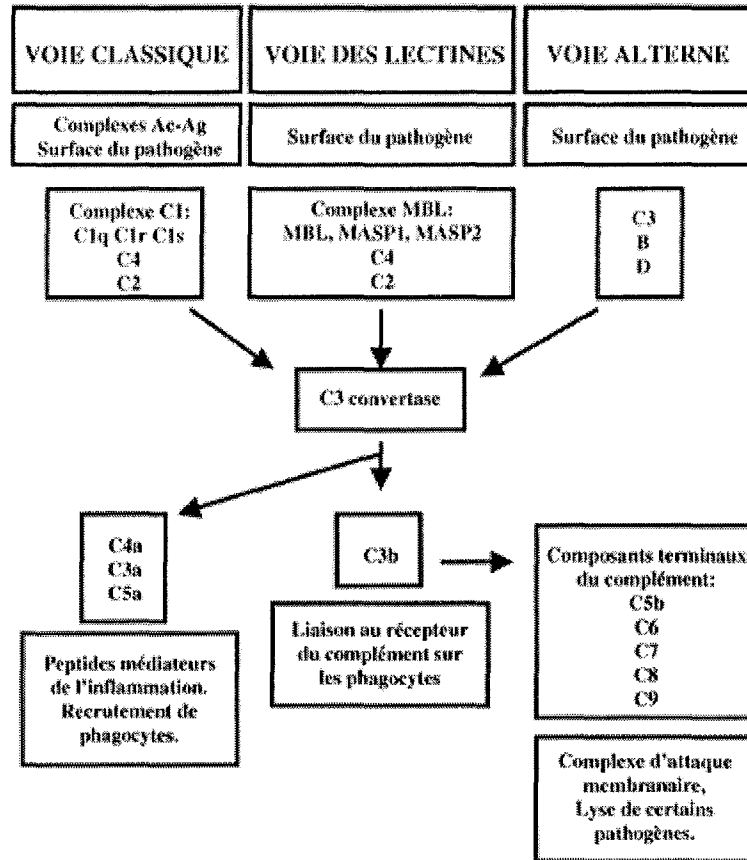 VOIE CLASSIQUE
VOIE DES LECTINES
VOIE ALTERNE
Complexes Ac-Ag
Surface du pathogène
Surface du pathogène
Surface du pathogène
Complexe C1:
C1q C1r C1s
C4
C2
Complexe MBL:
MBL, MASP1, MASP2
C4
C2
C3
B
D
C3 convertase
C4a
C3a
C5a
C3b
Composants terminaux
du complément:
C5b
C6
C7
C8
C9
Peptides médiateurs
de l'inflammation.
Recrutement de
phagocytes.
Liaison au récepteur
du complément sur
les phagocytes
Complexe d'attaque
membranaire,
Lyse de certains
pathogènes.